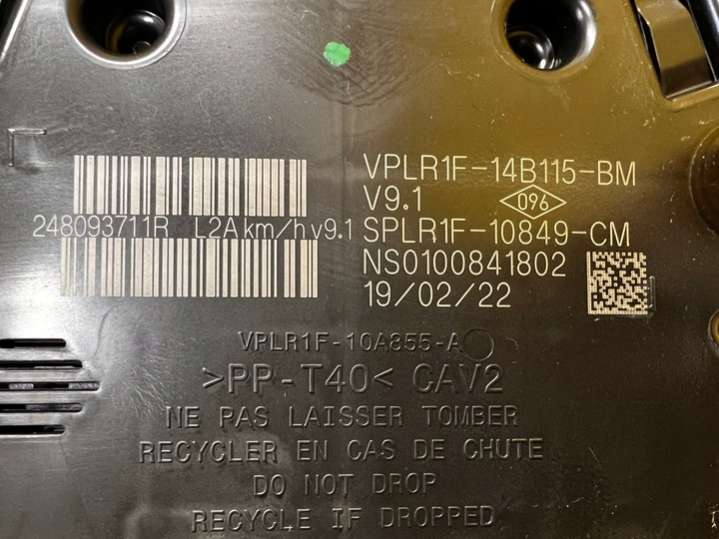 VPLR1F-14B115-BM
V9.1 096
248093711R L2A km/h v9.1 SPLR1F-10849-CM
NS0100841802
19/02/22
VPLR1F-10A855-A
>PP-T40< CAV2
NE PAS LAISSER TOMBER
RECYCLER EN CAS DE CHUTE
DO NOT DROP
RECYCLE IF DROPPED